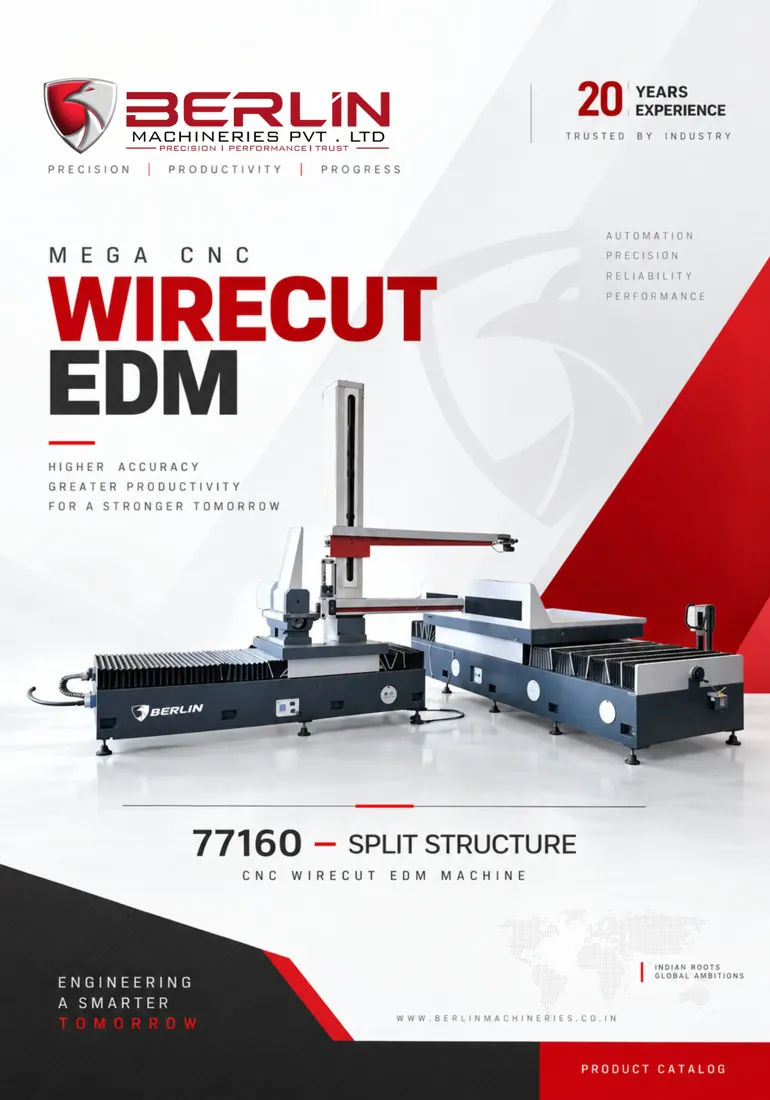 BERLIN
MACHINERIES PVT . LTD
PRECISION | PERFORMANCE | TRUST
PRECISION | PRODUCTIVITY | PROGRESS
20 YEARS
EXPERIENCE
TRUSTED BY INDUSTRY
AUTOMATION
PRECISION
RELIABILITY
PERFORMANCE
MEGA CNC
WIRECUT
EDM
HIGHER ACCURACY
GREATER PRODUCTIVITY
FOR A STRONGER TOMORROW
BERLIN
77160 — SPLIT STRUCTURE
CNC WIRECUT EDM MACHINE
ENGINEERING
A SMARTER
TOMORROW
INDIAN ROOTS
GLOBAL AMBITIONS
WWW.BERLINMACHINERIES.CO.IN
PRODUCT CATALOG